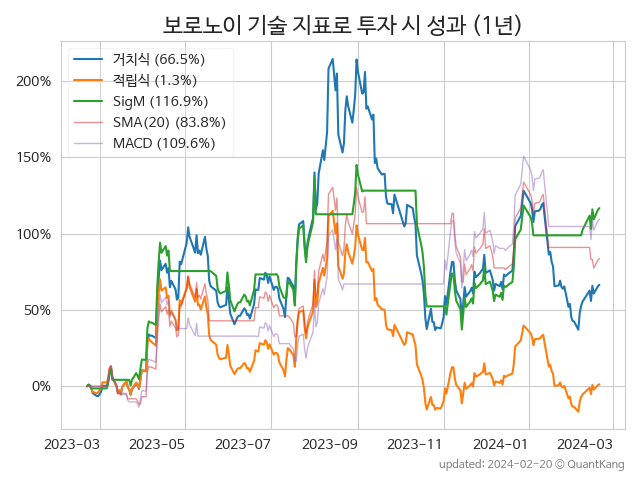 보로노이 기술 지표로 투자 시 성과 (1년)
거치식 (66.5%)
적립식 (1.3%)
SigM (116.9%)
SMA(20) (83.8%)
MACD (109.6%)
200%
150%
100%
50%
0%
2023-03 2023-05 2023-07 2023-09 2023-11 2024-01 2024-03
updated: 2024-02-20 ⓒ QuantKang